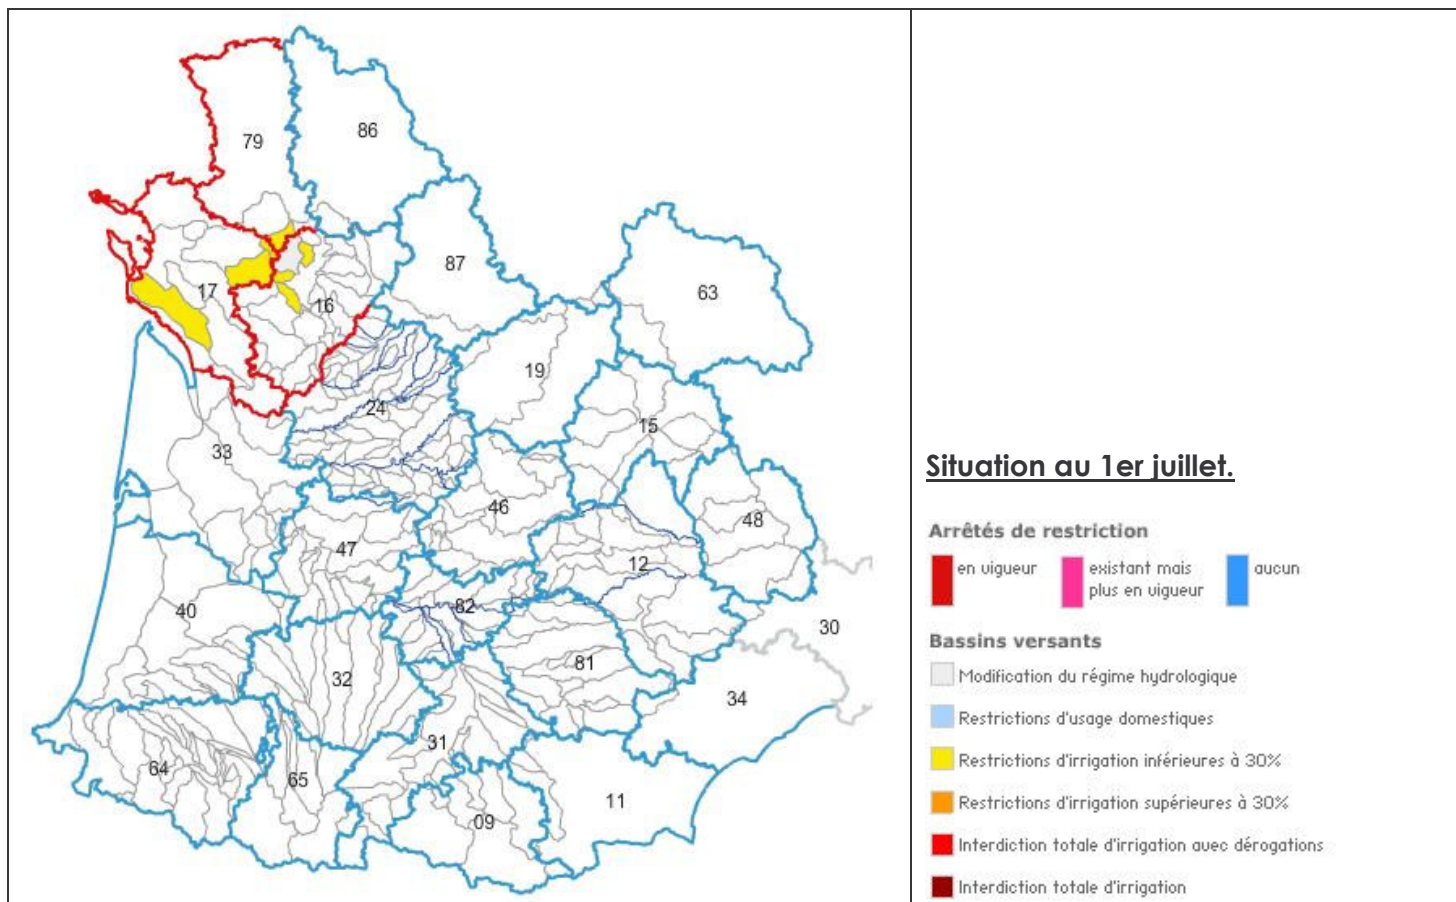 79
86
87
63
17
16
19
24
15
33
46
48
47
12
40
82
30
32
81
34
31
64
65
11
09
Situation au 1er juillet.
Arrêtés de restriction
en vigueur
existant mais
plus en vigueur
aucun
Bassins versants
Modification du régime hydrologique
Restrictions d'usage domestiques
Restrictions d'irrigation inférieures à 30%
Restrictions d'irrigation supérieures à 30%
Interdiction totale d'irrigation avec dérogations
Interdiction totale d'irrigation